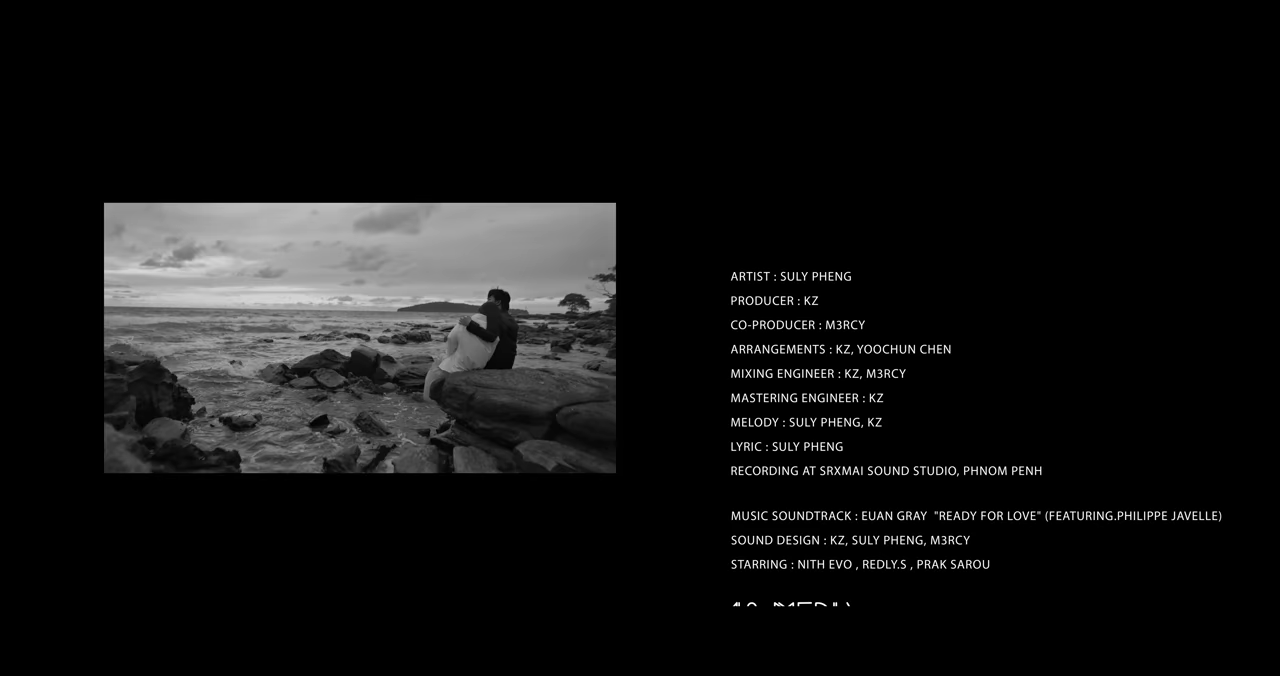 ARTIST : SULY PHENG
PRODUCER : KZ
CO-PRODUCER : M3RCY
ARRANGEMENTS : KZ, YOOCHUN CHEN
MIXING ENGINEER : KZ, M3RCY
MASTERING ENGINEER : KZ
MELODY : SULY PHENG, KZ
LYRIC : SULY PHENG
RECORDING AT SRXMAI SOUND STUDIO, PHNOM PENH
MUSIC SOUNDTRACK : EUAN GRAY  "READY FOR LOVE" (FEATURING.PHILIPPE JAVELLE)
SOUND DESIGN : KZ, SULY PHENG, M3RCY
STARRING : NITH EVO , REDLY.S , PRAK SAROU